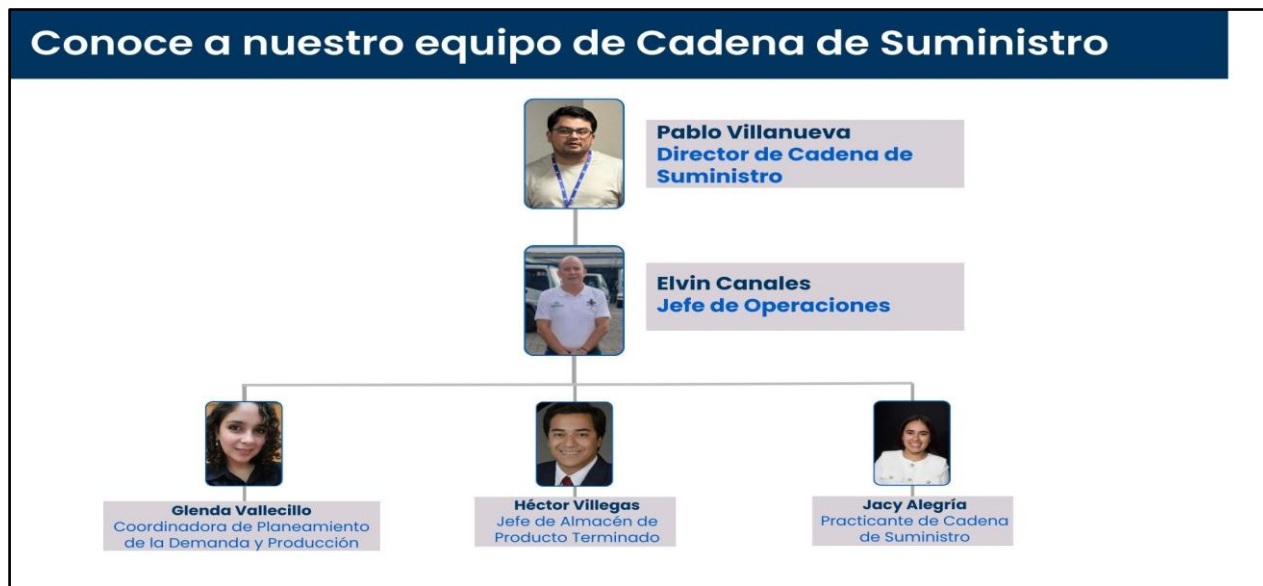 Conoce a nuestro equipo de Cadena de Suministro
Pablo Villanueva
Director de Cadena de
Suministro
Elvin Canales
Jefe de Operaciones
Glenda Vallecillo
Coordinadora de Planeamiento
de la Demanda y Producción
Héctor Villegas
Jefe de Almacén de
Producto Terminado
Jacy Alegría
Practicante de Cadena
de Suministro